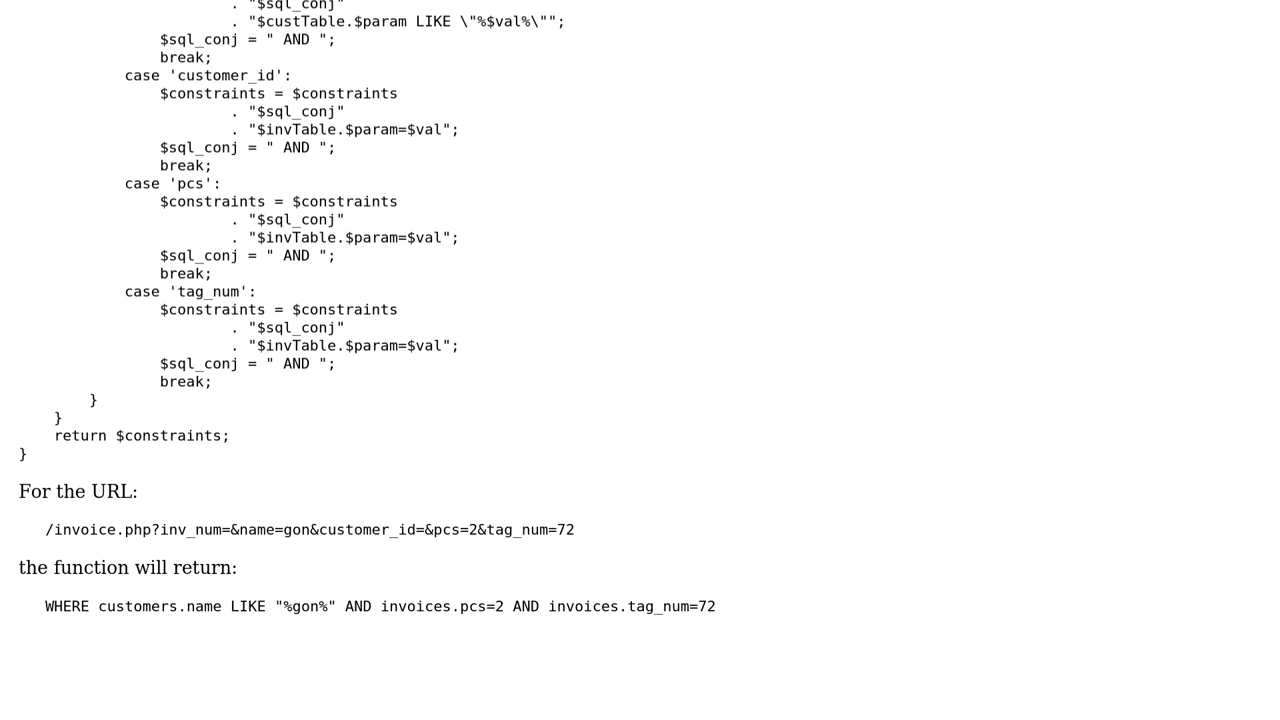 . "$sql_conj"
. "$custTable.$param LIKE \"%$val%\"";
$sql_conj = " AND ";
break;
case 'customer_id':
$constraints = $constraints
. "$sql_conj"
. "$invTable.$param=$val";
$sql_conj = " AND ";
break;
case 'pcs':
$constraints = $constraints
. "$sql_conj"
. "$invTable.$param=$val";
$sql_conj = " AND ";
break;
case 'tag_num':
$constraints = $constraints
. "$sql_conj"
. "$invTable.$param=$val";
$sql_conj = " AND ";
break;
}
}
return $constraints;
}
For the URL:
/invoice.php?inv_num=&name=gon&customer_id=&pcs=2&tag_num=72
the function will return:
WHERE customers.name LIKE "%gon%" AND invoices.pcs=2 AND invoices.tag_num=72